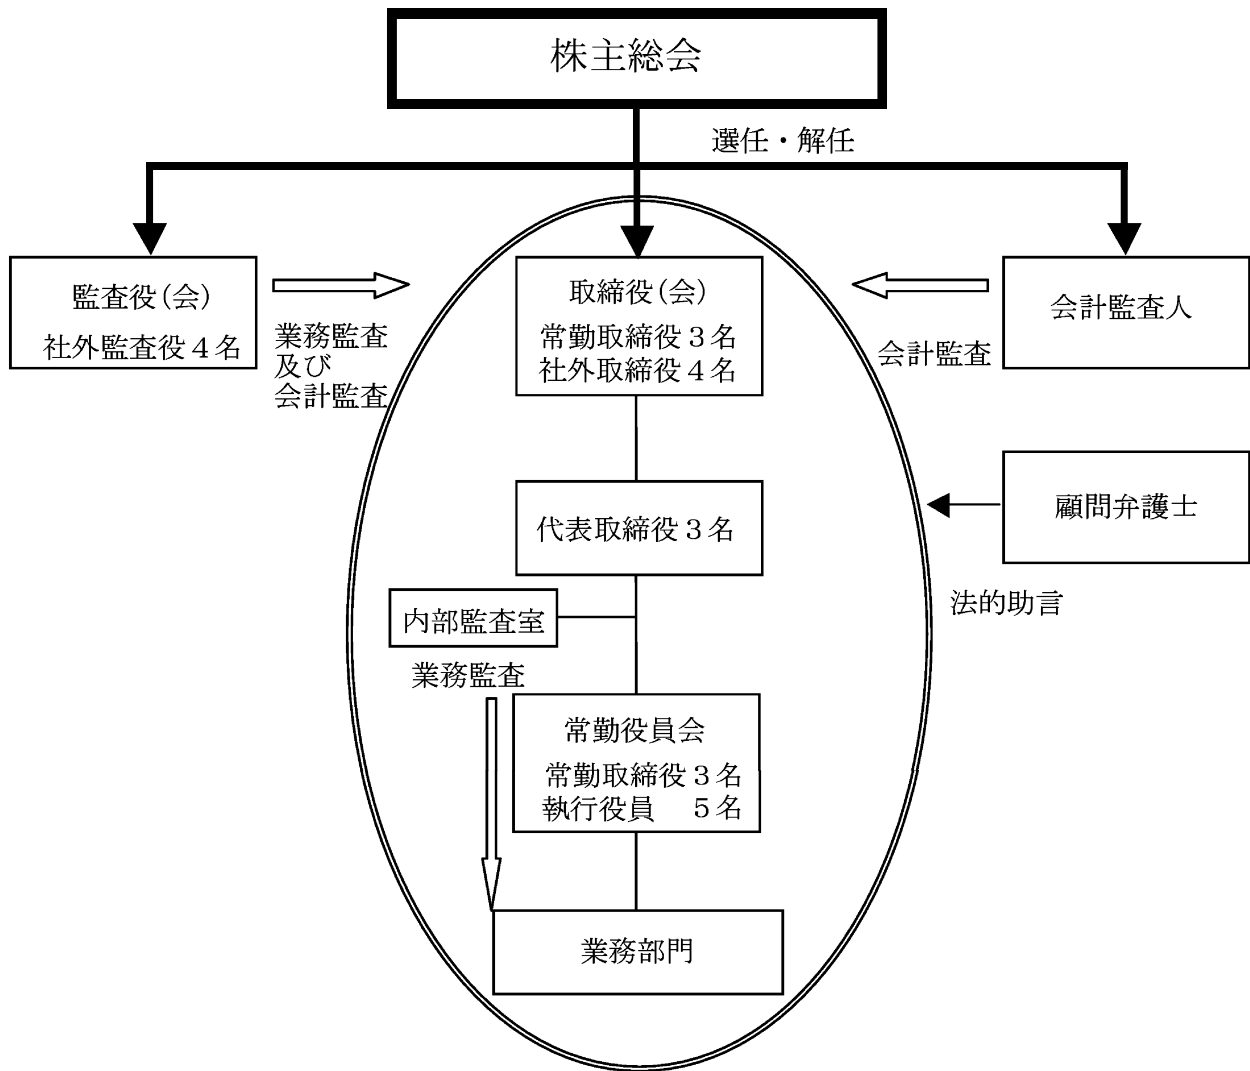 株主総会
選任・解任
監査役（会）
社外監査役４名
業務監査
及び
会計監査
取締役（会）
常勤取締役３名
社外取締役４名
会計監査
会計監査人
代表取締役３名
顧問弁護士
法的助言
内部監査室
業務監査
常勤役員会
常勤取締役３名
執行役員　５名
業務部門